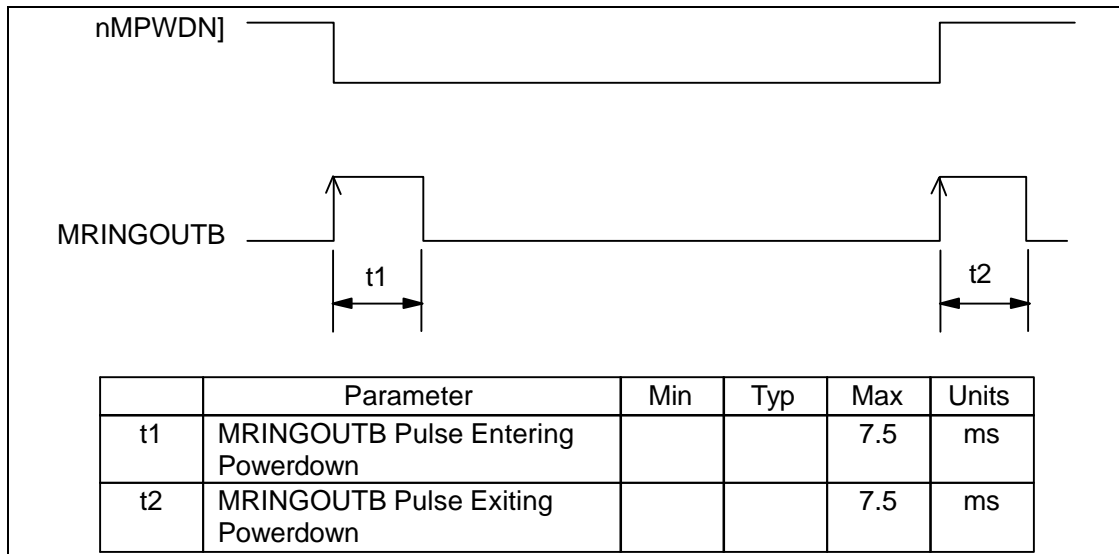 nMPWDN]
MRINGOUTB
t1
t2
Parameter Min Typ Max Units
t1 MRINGOUTB Pulse Entering Powerdown 7.5 ms
t2 MRINGOUTB Pulse Exiting Powerdown 7.5 ms